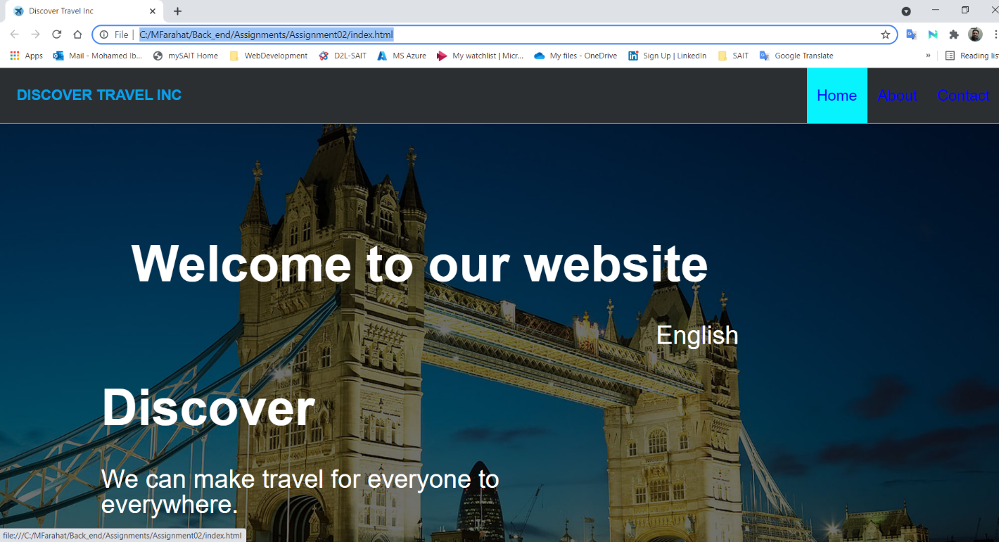 Discover Travel Inc
File | C:/MFarahat/Back_end/Assignments/Assignment02/index.html
Apps Mail - Mohamed Ib... mySAIT Home WebDevelopment D2L-SAIT MS Azure My watchlist | Micr... My files - OneDrive Sign Up | LinkedIn SAIT Google Translate » Reading lis
DISCOVER TRAVEL INC Home About Contact
Welcome to our website
English
Discover
We can make travel for everyone to
everywhere.
file:///C:/MFarahat/Back_end/Assignments/Assignment02/index.html